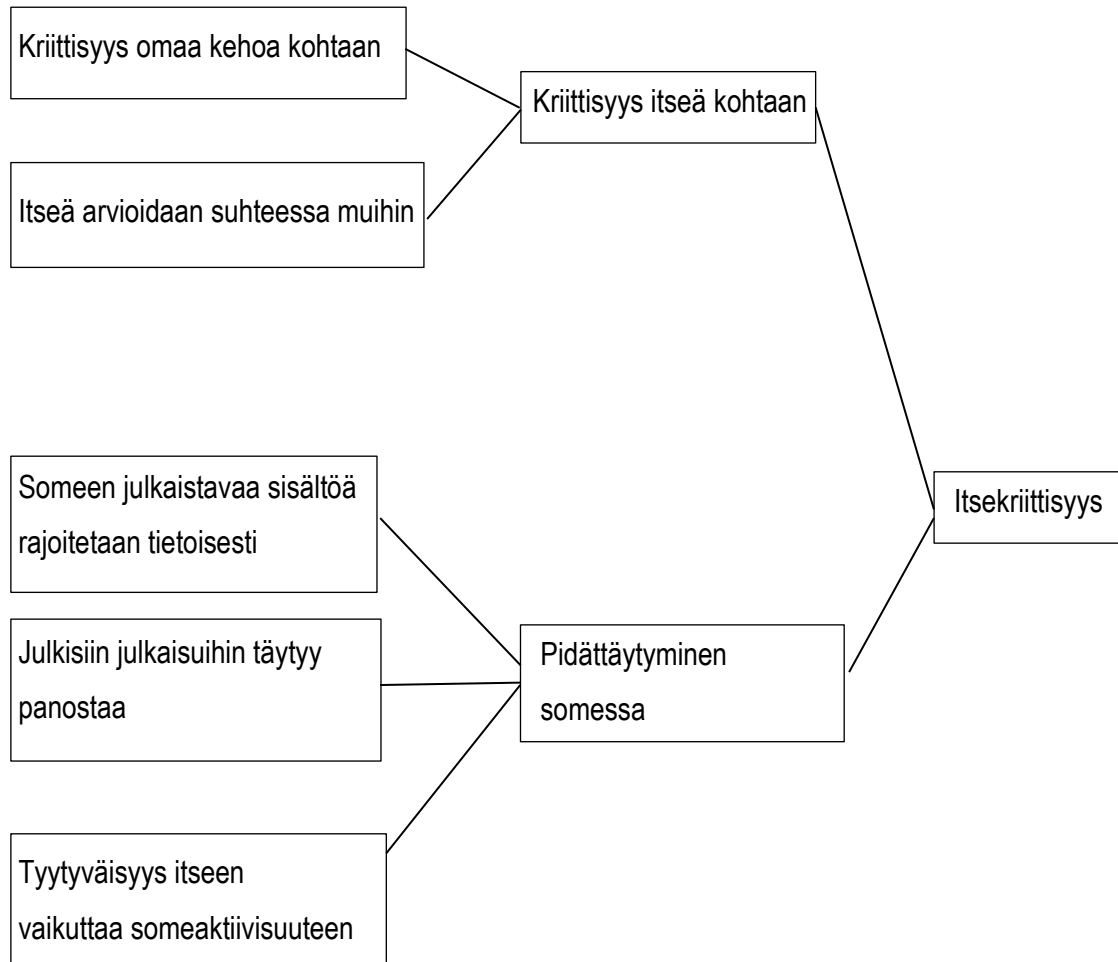 Kriittisyys omaa kehoa kohtaan
Kriittisyys itseä kohtaan
Itseä arvioidaan suhteessa muihin
Someen julkaistavaa sisältöä
rajoitetaan tietoisesti
Itsekriittisyys
Julkisiin julkaisuihin täytyy
panostaa
Pidättäytyminen
somessa
Tyytyväisyys itseen
vaikuttaa someaktiivisuuteen